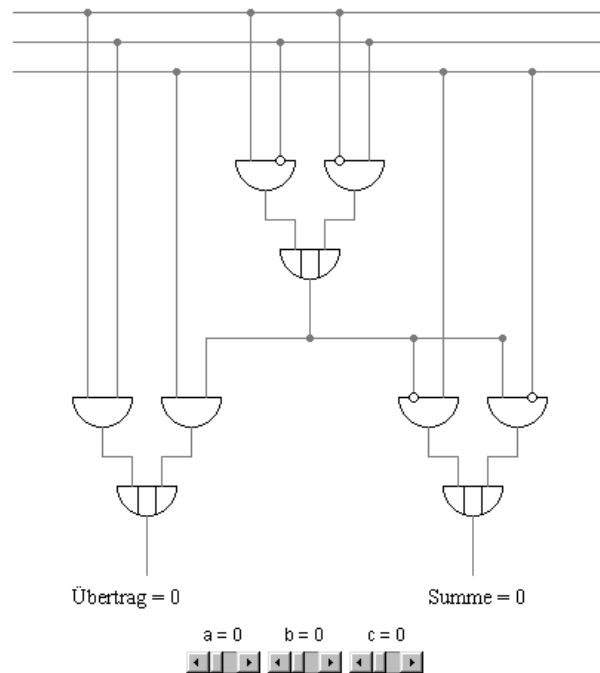 Übertrag = 0 Summe = 0
a = 0 b = 0 c = 0